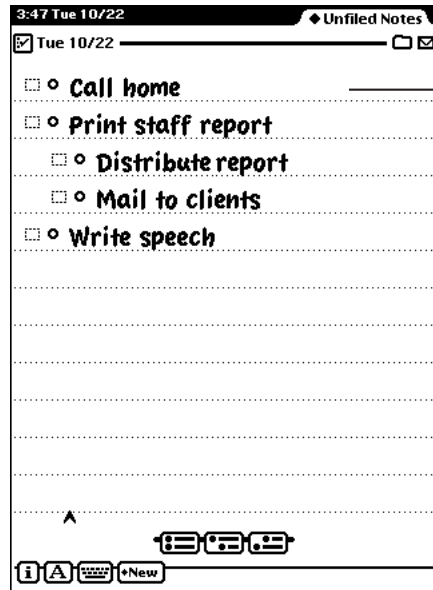 3:47 Tue 10/22
◆Unfiled Notes
Tue 10/22
Call home
Print staff report
Distribute report
Mail to clients
Write speech
i A ◆New